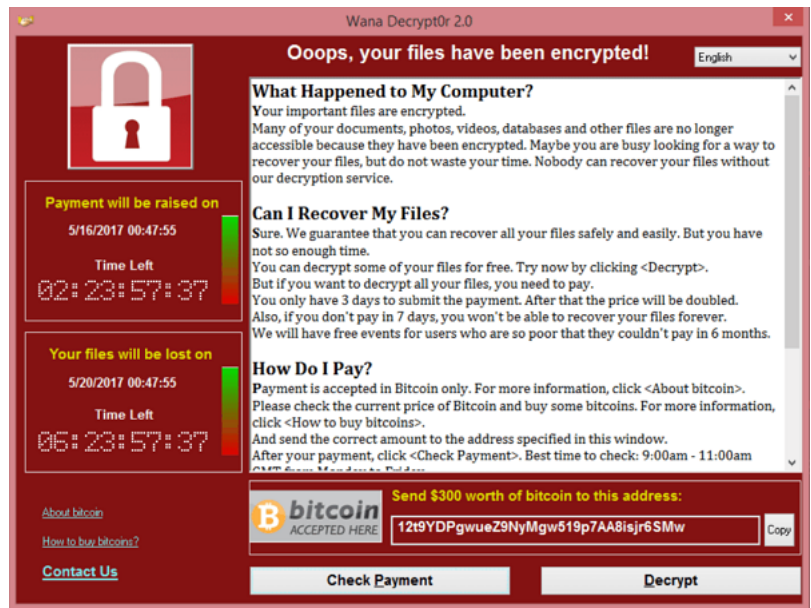 Wana Decrypt0r 2.0
Ooops, your files have been encrypted!
English
What Happened to My Computer?
Your important files are encrypted.
Many of your documents, photos, videos, databases and other files are no longer
accessible because they have been encrypted. Maybe you are busy looking for a way to
recover your files, but do not waste your time. Nobody can recover your files without
our decryption service.
Can I Recover My Files?
Sure. We guarantee that you can recover all your files safely and easily. But you have
not so enough time.
You can decrypt some of your files for free. Try now by clicking <Decrypt>.
But if you want to decrypt all your files, you need to pay.
You only have 3 days to submit the payment. After that the price will be doubled.
Also, if you don't pay in 7 days, you won't be able to recover your files forever.
We will have free events for users who are so poor that they couldn't pay in 6 months.
How Do I Pay?
Payment is accepted in Bitcoin only. For more information, click <About bitcoin>.
Please check the current price of Bitcoin and buy some bitcoins. For more information,
click <How to buy bitcoins>.
And send the correct amount to the address specified in this window.
After your payment, click <Check Payment>. Best time to check: 9:00am - 11:00am
GMT from Monday to Friday
Payment will be raised on
5/16/2017 00:47:55
Time Left
02:23:57:37
Your files will be lost on
5/20/2017 00:47:55
Time Left
06:23:57:37
About bitcoin
How to buy bitcoins?
Contact Us
bitcoin
ACCEPTED HERE
Send $300 worth of bitcoin to this address:
12t9YDPgwueZ9NyMgw519p7AA8isjr6SMw
Copy
Check Payment
Decrypt